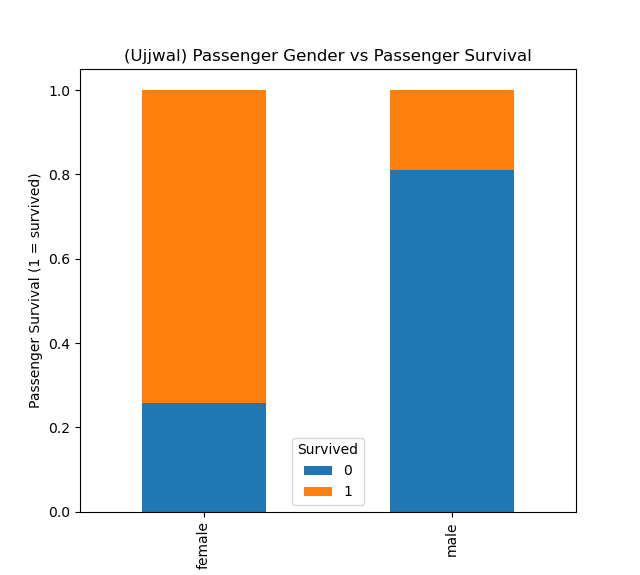 (Ujjwal) Passenger Gender vs Passenger Survival
Passenger Survival (1 = survived)
1.0
0.8
0.6
0.4
0.2
0.0
Survived
0
1
female
male